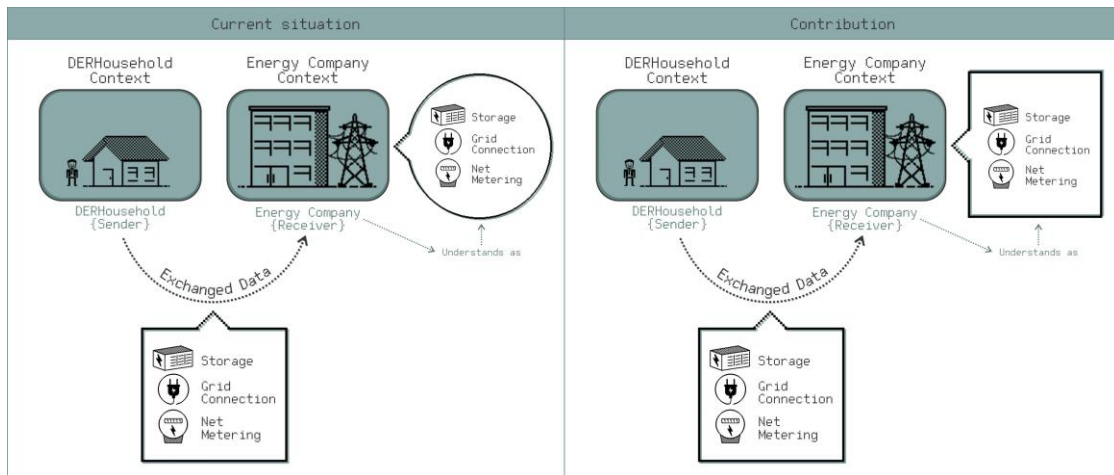 Current situation
DERHousehold
Context
Energy Company
Context
Storage
Grid
Connection
Net
Metering
DERHousehold
{Sender}
Energy Company
{Receiver}
Understands as
Exchanged Data
Storage
Grid
Connection
Net
Metering
Contribution
DERHousehold
Context
Energy Company
Context
Storage
Grid
Connection
Net
Metering
DERHousehold
{Sender}
Energy Company
{Receiver}
Understands as
Exchanged Data
Storage
Grid
Connection
Net
Metering